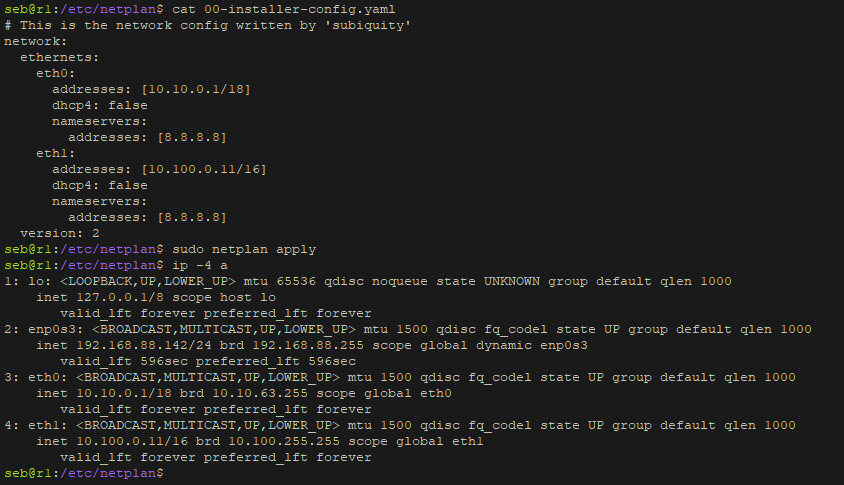 seb@r1:/etc/netplan$ cat 00-installer-config.yaml
# This is the network config written by 'subiquity'
network:
  ethernets:
    eth0:
      addresses: [10.10.0.1/18]
      dhcp4: false
      nameservers:
        addresses: [8.8.8.8]
    eth1:
      addresses: [10.100.0.11/16]
      dhcp4: false
      nameservers:
        addresses: [8.8.8.8]
  version: 2
seb@r1:/etc/netplan$ sudo netplan apply
seb@r1:/etc/netplan$ ip -4 a
1: lo: <LOOPBACK,UP,LOWER_UP> mtu 65536 qdisc noqueue state UNKNOWN group default qlen 1000
    inet 127.0.0.1/8 scope host lo
       valid_lft forever preferred_lft forever
2: enp0s3: <BROADCAST,MULTICAST,UP,LOWER_UP> mtu 1500 qdisc fq_codel state UP group default qlen 1000
    inet 192.168.88.142/24 brd 192.168.88.255 scope global dynamic enp0s3
       valid_lft 596sec preferred_lft 596sec
3: eth0: <BROADCAST,MULTICAST,UP,LOWER_UP> mtu 1500 qdisc fq_codel state UP group default qlen 1000
    inet 10.10.0.1/18 brd 10.10.63.255 scope global eth0
       valid_lft forever preferred_lft forever
4: eth1: <BROADCAST,MULTICAST,UP,LOWER_UP> mtu 1500 qdisc fq_codel state UP group default qlen 1000
    inet 10.100.0.11/16 brd 10.100.255.255 scope global eth1
       valid_lft forever preferred_lft forever
seb@r1:/etc/netplan$